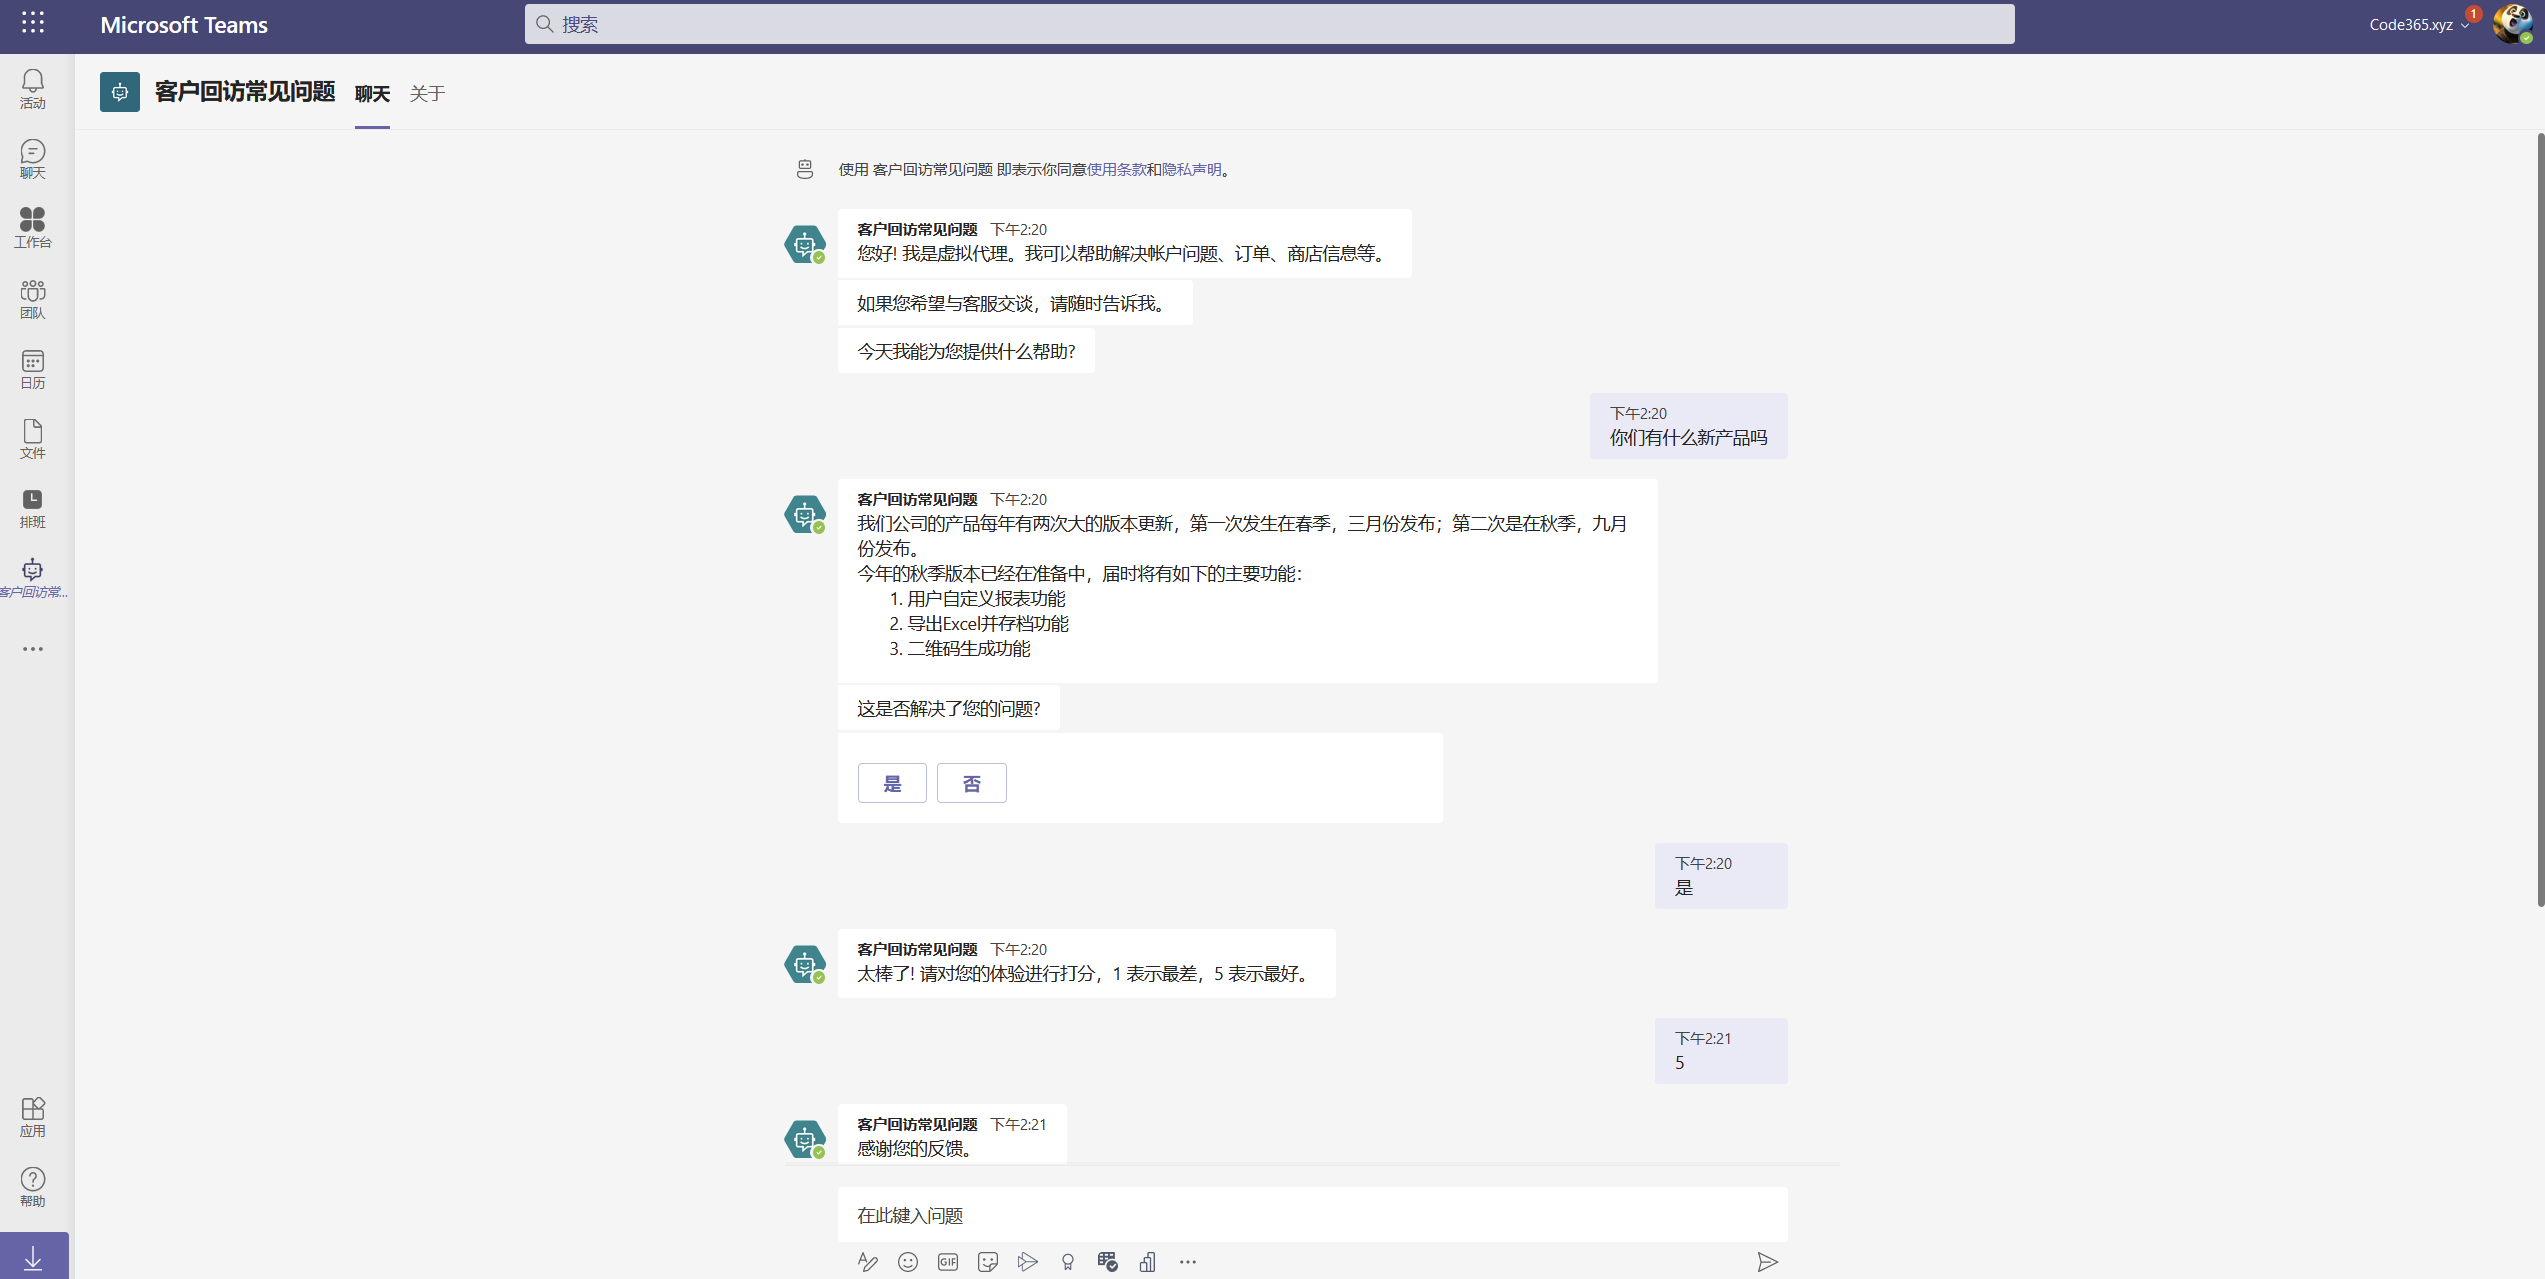 Microsoft Teams
搜索
Code365.xyz
1
活动
聊天
工作台
团队
日历
文件
排班
客户回访常...
应用
帮助
客户回访常见问题 聊天 关于
使用 客户回访常见问题 即表示你同意使用条款和隐私声明。
客户回访常见问题 下午2:20
您好! 我是虚拟代理。我可以帮助解决帐户问题、订单、商店信息等。
如果您希望与客服交谈，请随时告诉我。
今天我能为您提供什么帮助?
下午2:20
你们有什么新产品吗
客户回访常见问题 下午2:20
我们公司的产品每年有两次大的版本更新，第一次发生在春季，三月份发布；第二次是在秋季，九月
份发布。
今年的秋季版本已经在准备中，届时将有如下的主要功能：
1. 用户自定义报表功能
2. 导出Excel并存档功能
3. 二维码生成功能
这是否解决了您的问题?
是 否
下午2:20
是
客户回访常见问题 下午2:20
太棒了! 请对您的体验进行打分，1 表示最差，5 表示最好。
下午2:21
5
客户回访常见问题 下午2:21
感谢您的反馈。
在此键入问题
GIF